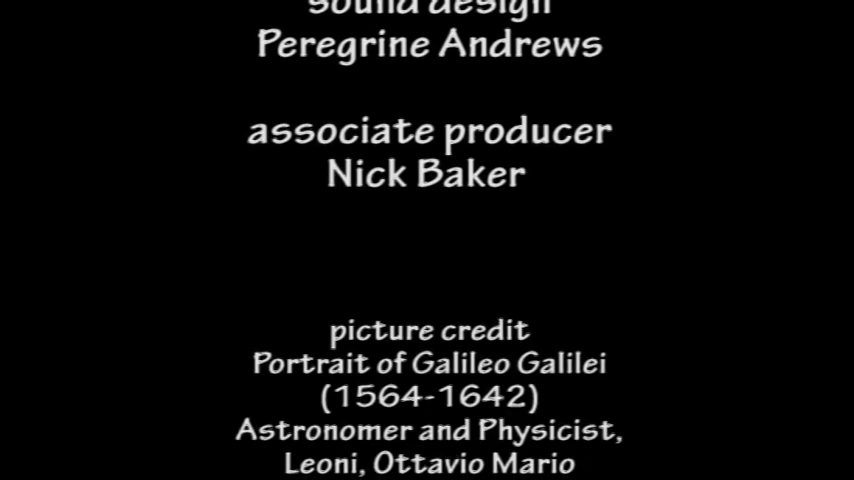 sound design
Peregrine Andrews
associate producer
Nick Baker
picture credit
Portrait of Galileo Galilei
(1564-1642)
Astronomer and Physicist,
Leoni, Ottavio Mario